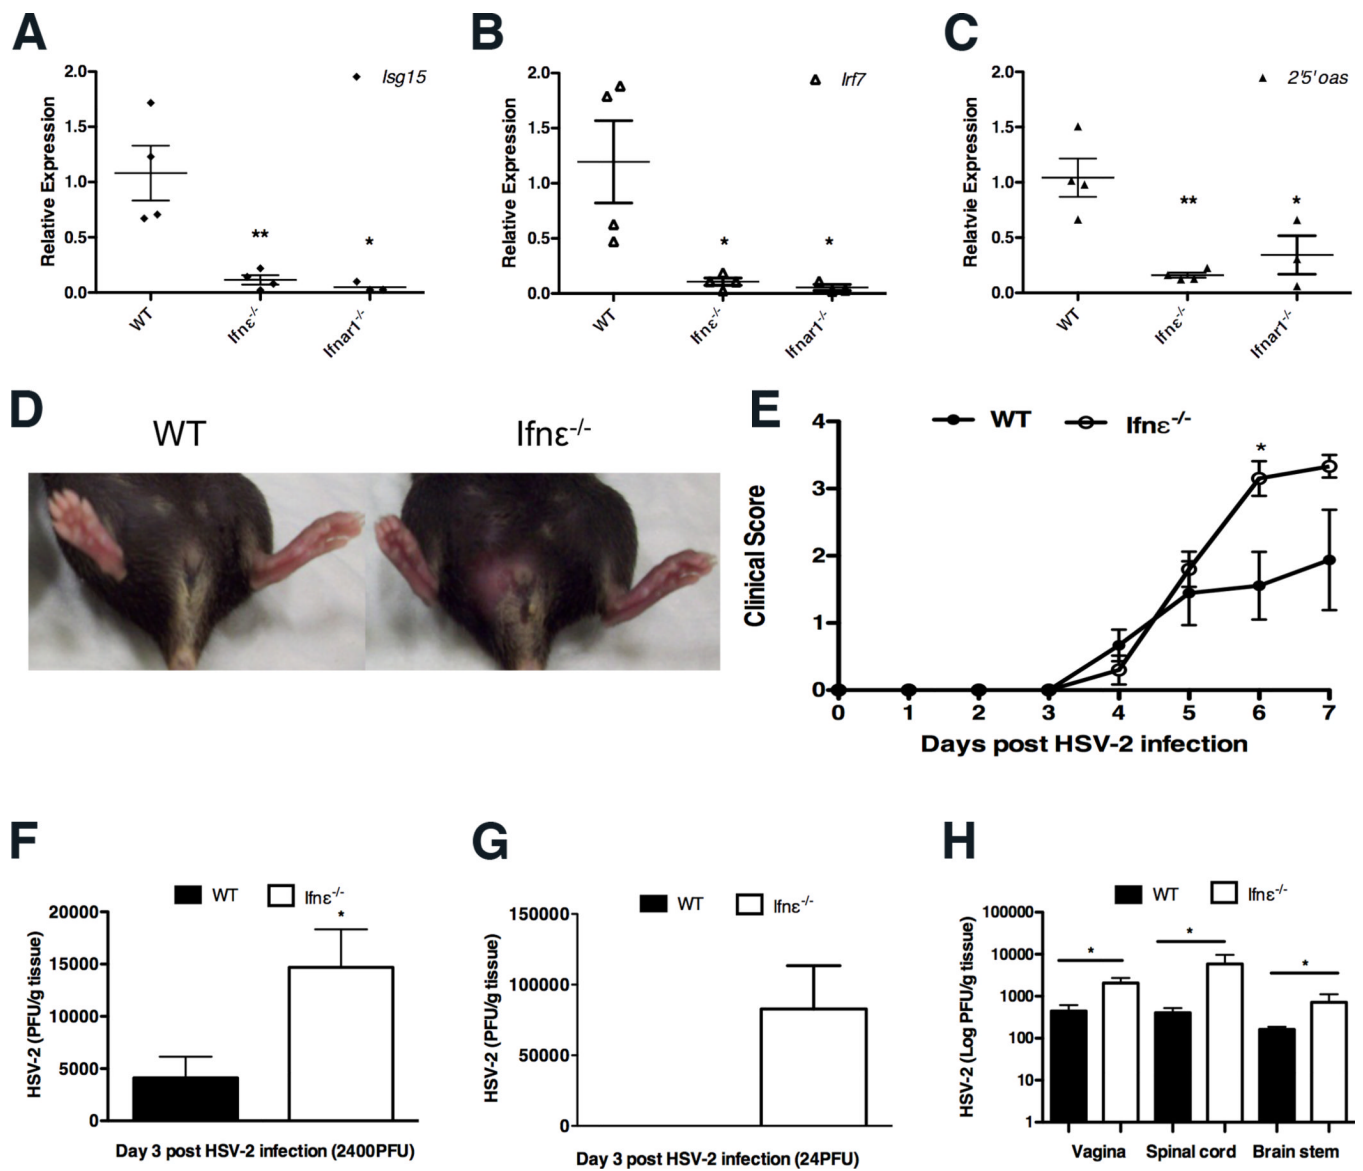 A
B
C
Isg15
Irf7
2'5' oas
Relative Expression
2.0
1.5
1.0
0.5
0.0
**
*
WT
Ifnε-/-
Ifnar1-/-
Relative Expression
2.0
1.5
1.0
0.5
0.0
*
*
WT
Ifnε-/-
Ifnar1-/-
Relatvie Expression
2.0
1.5
1.0
0.5
0.0
**
*
WT
Ifnε-/-
Ifnar1-/-
D
WT
Ifnε-/-
E
WT
Ifnε-/-
Clinical Score
4
3
2
1
0
*
0 1 2 3 4 5 6 7
Days post HSV-2 infection
F
WT
Ifnε-/-
HSV-2 (PFU/g tissue)
20000
15000
10000
5000
0
*
Day 3 post HSV-2 infection (2400PFU)
G
WT
Ifnε-/-
HSV-2 (PFU/g tissue)
150000
100000
50000
0
Day 3 post HSV-2 infection (24PFU)
H
WT
Ifnε-/-
HSV-2 (Log PFU/g tissue)
100000
10000
1000
100
10
1
*
*
*
Vagina Spinal cord Brain stem